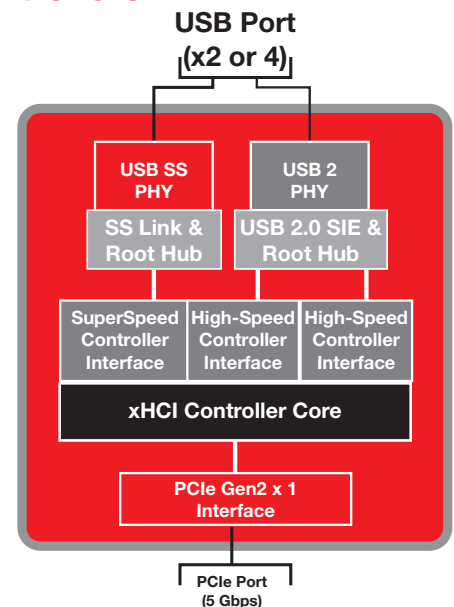 USB Port
(x2 or 4)
USB SS
PHY
USB 2
PHY
SS Link &
Root Hub
USB 2.0 SIE &
Root Hub
SuperSpeed
Controller
Interface
High-Speed
Controller
Interface
High-Speed
Controller
Interface
xHCI Controller Core
PCIe Gen2 x 1
Interface
PCIe Port
(5 Gbps)